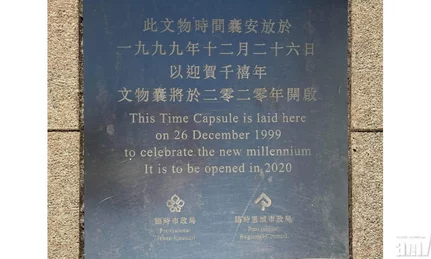 此文物時間囊安放於
一九九九年十二月二十六日
以迎賀千禧年
文物囊將於二零二零年開啟
This Time Capsule is laid here
on 26 December 1999
to celebrate the new millennium
It is to be opened in 2020
臨時市政局
Provisional
Urban Council
臨時區域市政局
Provisional
Regional Council
am730